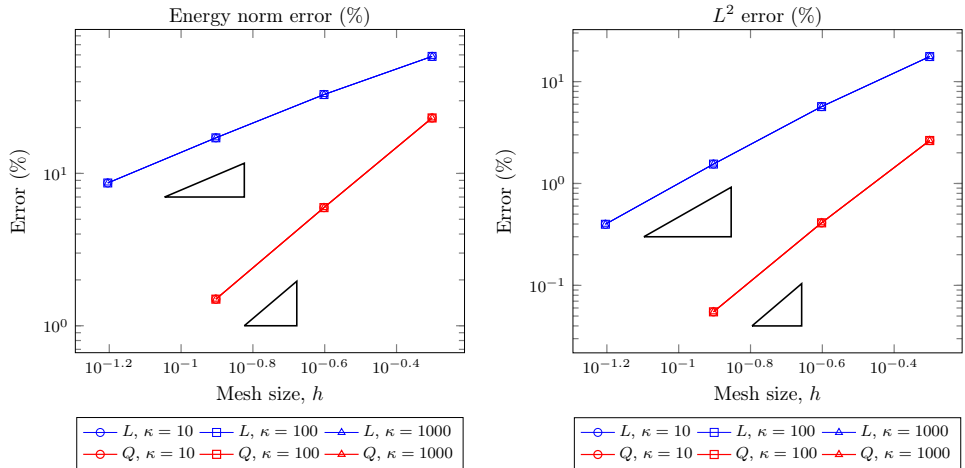 Energy norm error (%)
Error (%)
10^1
10^0
10^−1.2
10^−1
10^−0.8
10^−0.6
10^−0.4
Mesh size, h
L, κ = 10
L, κ = 100
L, κ = 1000
Q, κ = 10
Q, κ = 100
Q, κ = 1000
L^2 error (%)
Error (%)
10^1
10^0
10^−1
10^−1.2
10^−1
10^−0.8
10^−0.6
10^−0.4
Mesh size, h
L, κ = 10
L, κ = 100
L, κ = 1000
Q, κ = 10
Q, κ = 100
Q, κ = 1000